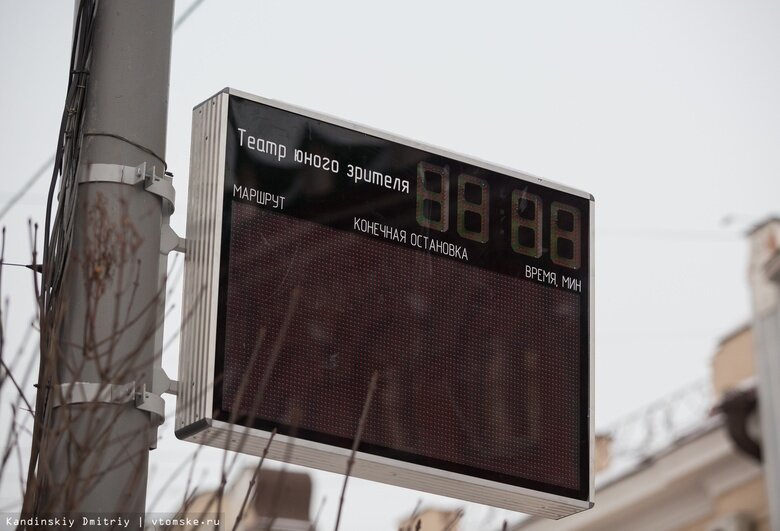 Театр юного зрителя
МАРШРУТ
КОНЕЧНАЯ ОСТАНОВКА
ВРЕМЯ, МИН
Kandinskiy Dmitriy | vtomske.ru